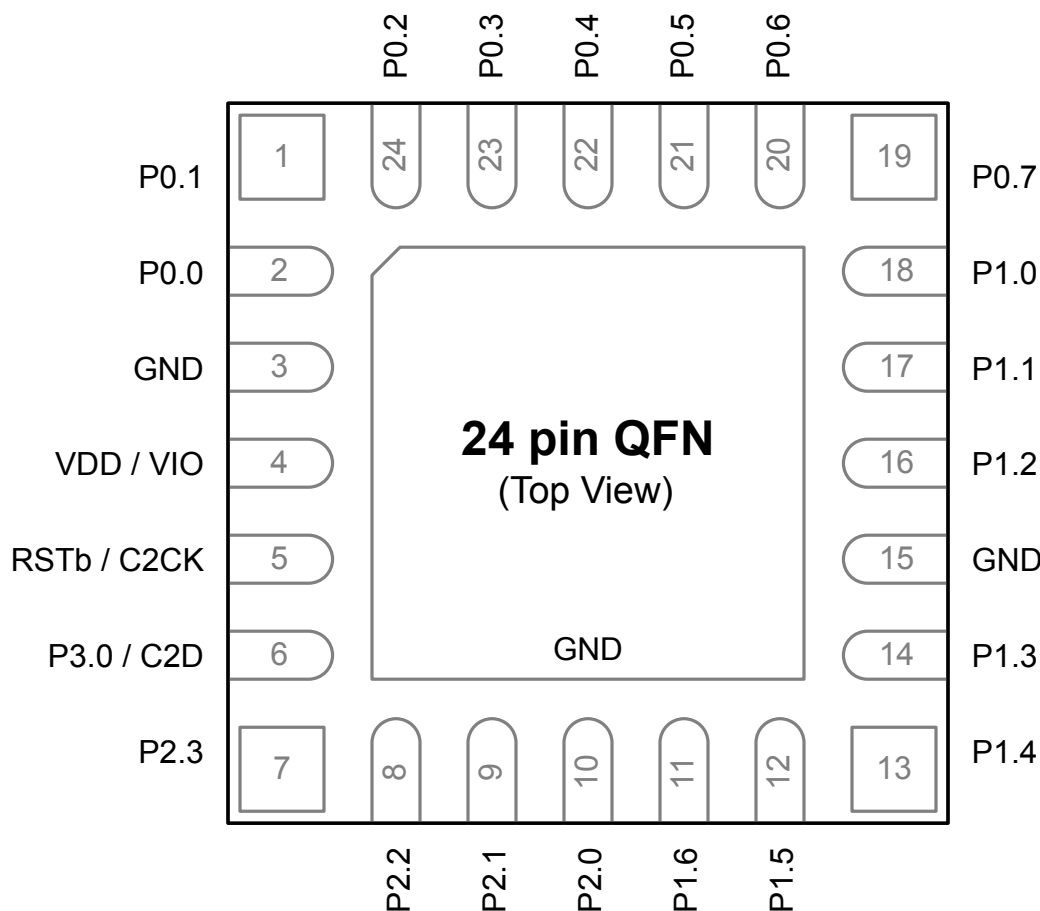 P0.2
P0.3
P0.4
P0.5
P0.6
1
24
23
22
21
20
19
P0.1
P0.7
P0.0
2
18
P1.0
GND
3
17
P1.1
24 pin QFN
(Top View)
VDD / VIO
4
16
P1.2
RSTb / C2CK
5
15
GND
P3.0 / C2D
6
GND
14
P1.3
P2.3
7
8
9
10
11
12
13
P1.4
P2.2
P2.1
P2.0
P1.6
P1.5